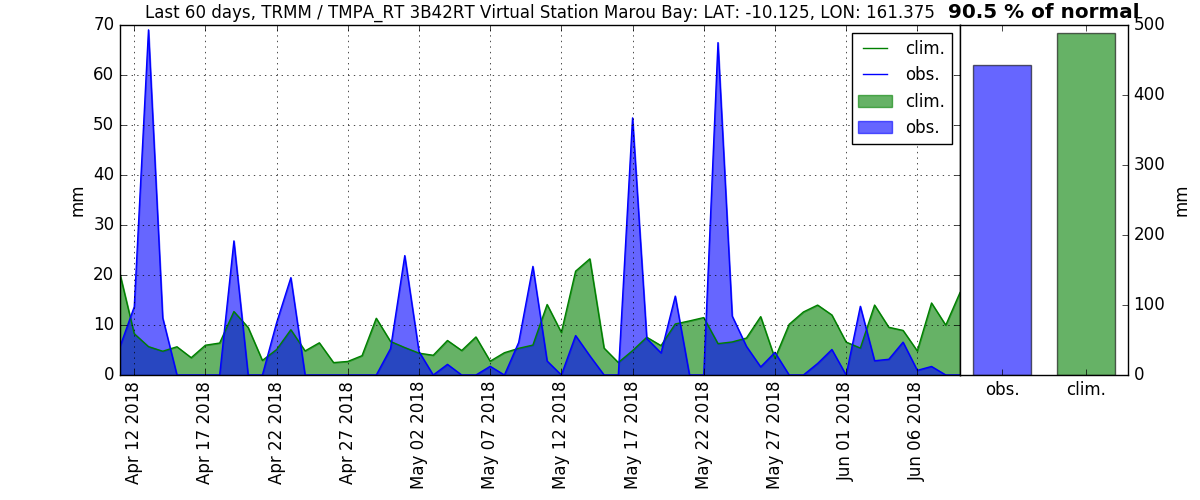 Last 60 days, TRMM / TMPA_RT 3B42RT Virtual Station Marou Bay: LAT: -10.125, LON: 161.375
90.5 % of normal
70
60
50
40
30
20
10
0
mm
clim.
obs.
clim.
obs.
Apr 12 2018
Apr 17 2018
Apr 22 2018
Apr 27 2018
May 02 2018
May 07 2018
May 12 2018
May 17 2018
May 22 2018
May 27 2018
Jun 01 2018
Jun 06 2018
500
400
300
200
100
0
mm
obs.
clim.